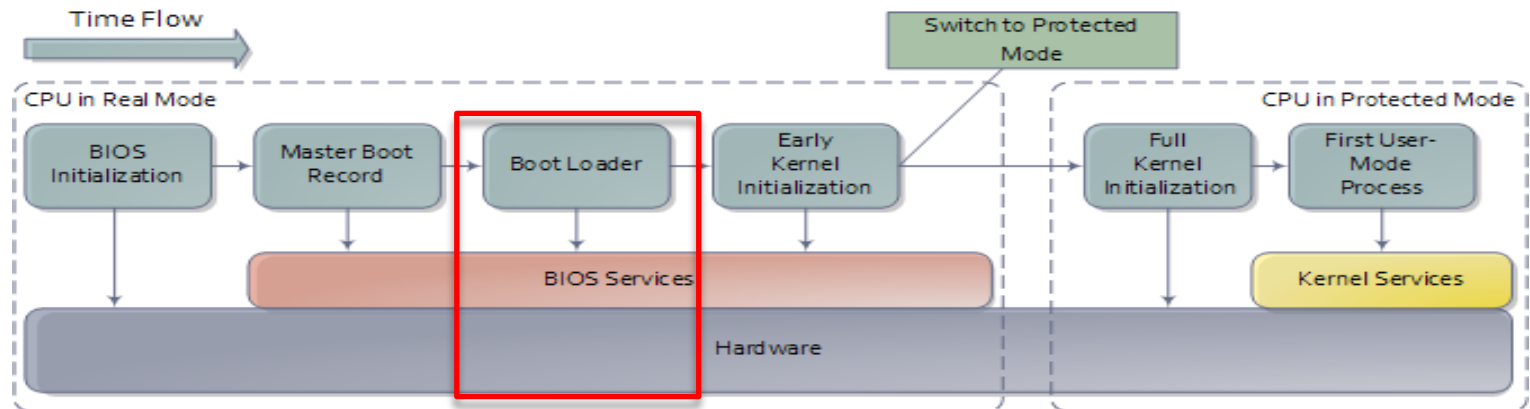 Time Flow
Switch to Protected
Mode
CPU in Real Mode
CPU in Protected Mode
BIOS
Initialization
Master Boot
Record
Boot Loader
Early
Kernel
Initialization
Full
Kernel
Initialization
First User-
Mode
Process
BIOS Services
Kernel Services
Hardware